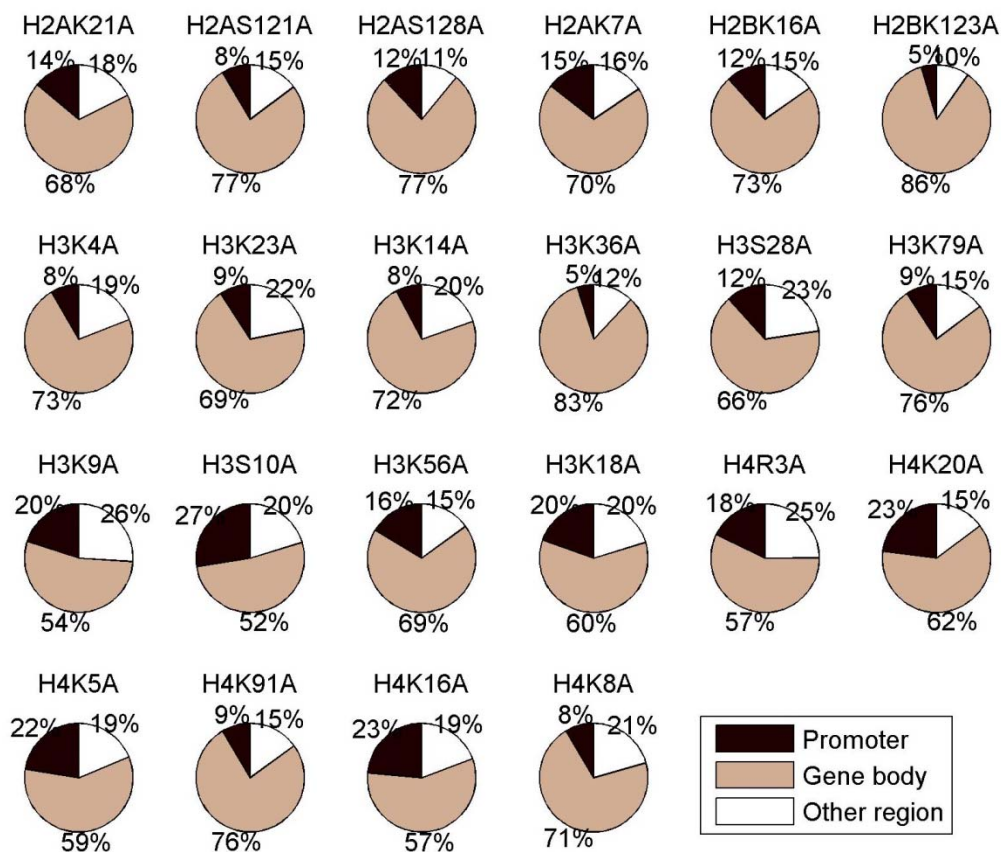 H2AK21A H2AS121A H2AS128A H2AK7A H2BK16A H2BK123A
14% 18% 8% 15% 12% 11% 15% 16% 12% 15% 5% 10%
68% 77% 77% 70% 73% 86%
H3K4A H3K23A H3K14A H3K36A H3S28A H3K79A
8% 19% 9% 22% 8% 20% 5% 12% 12% 23% 9% 15%
73% 69% 72% 83% 66% 76%
H3K9A H3S10A H3K56A H3K18A H4R3A H4K20A
20% 26% 27% 20% 16% 15% 20% 20% 18% 25% 23% 15%
54% 52% 69% 60% 57% 62%
H4K5A H4K91A H4K16A H4K8A
22% 19% 9% 15% 23% 19% 8% 21%
59% 76% 57% 71%
Promoter
Gene body
Other region